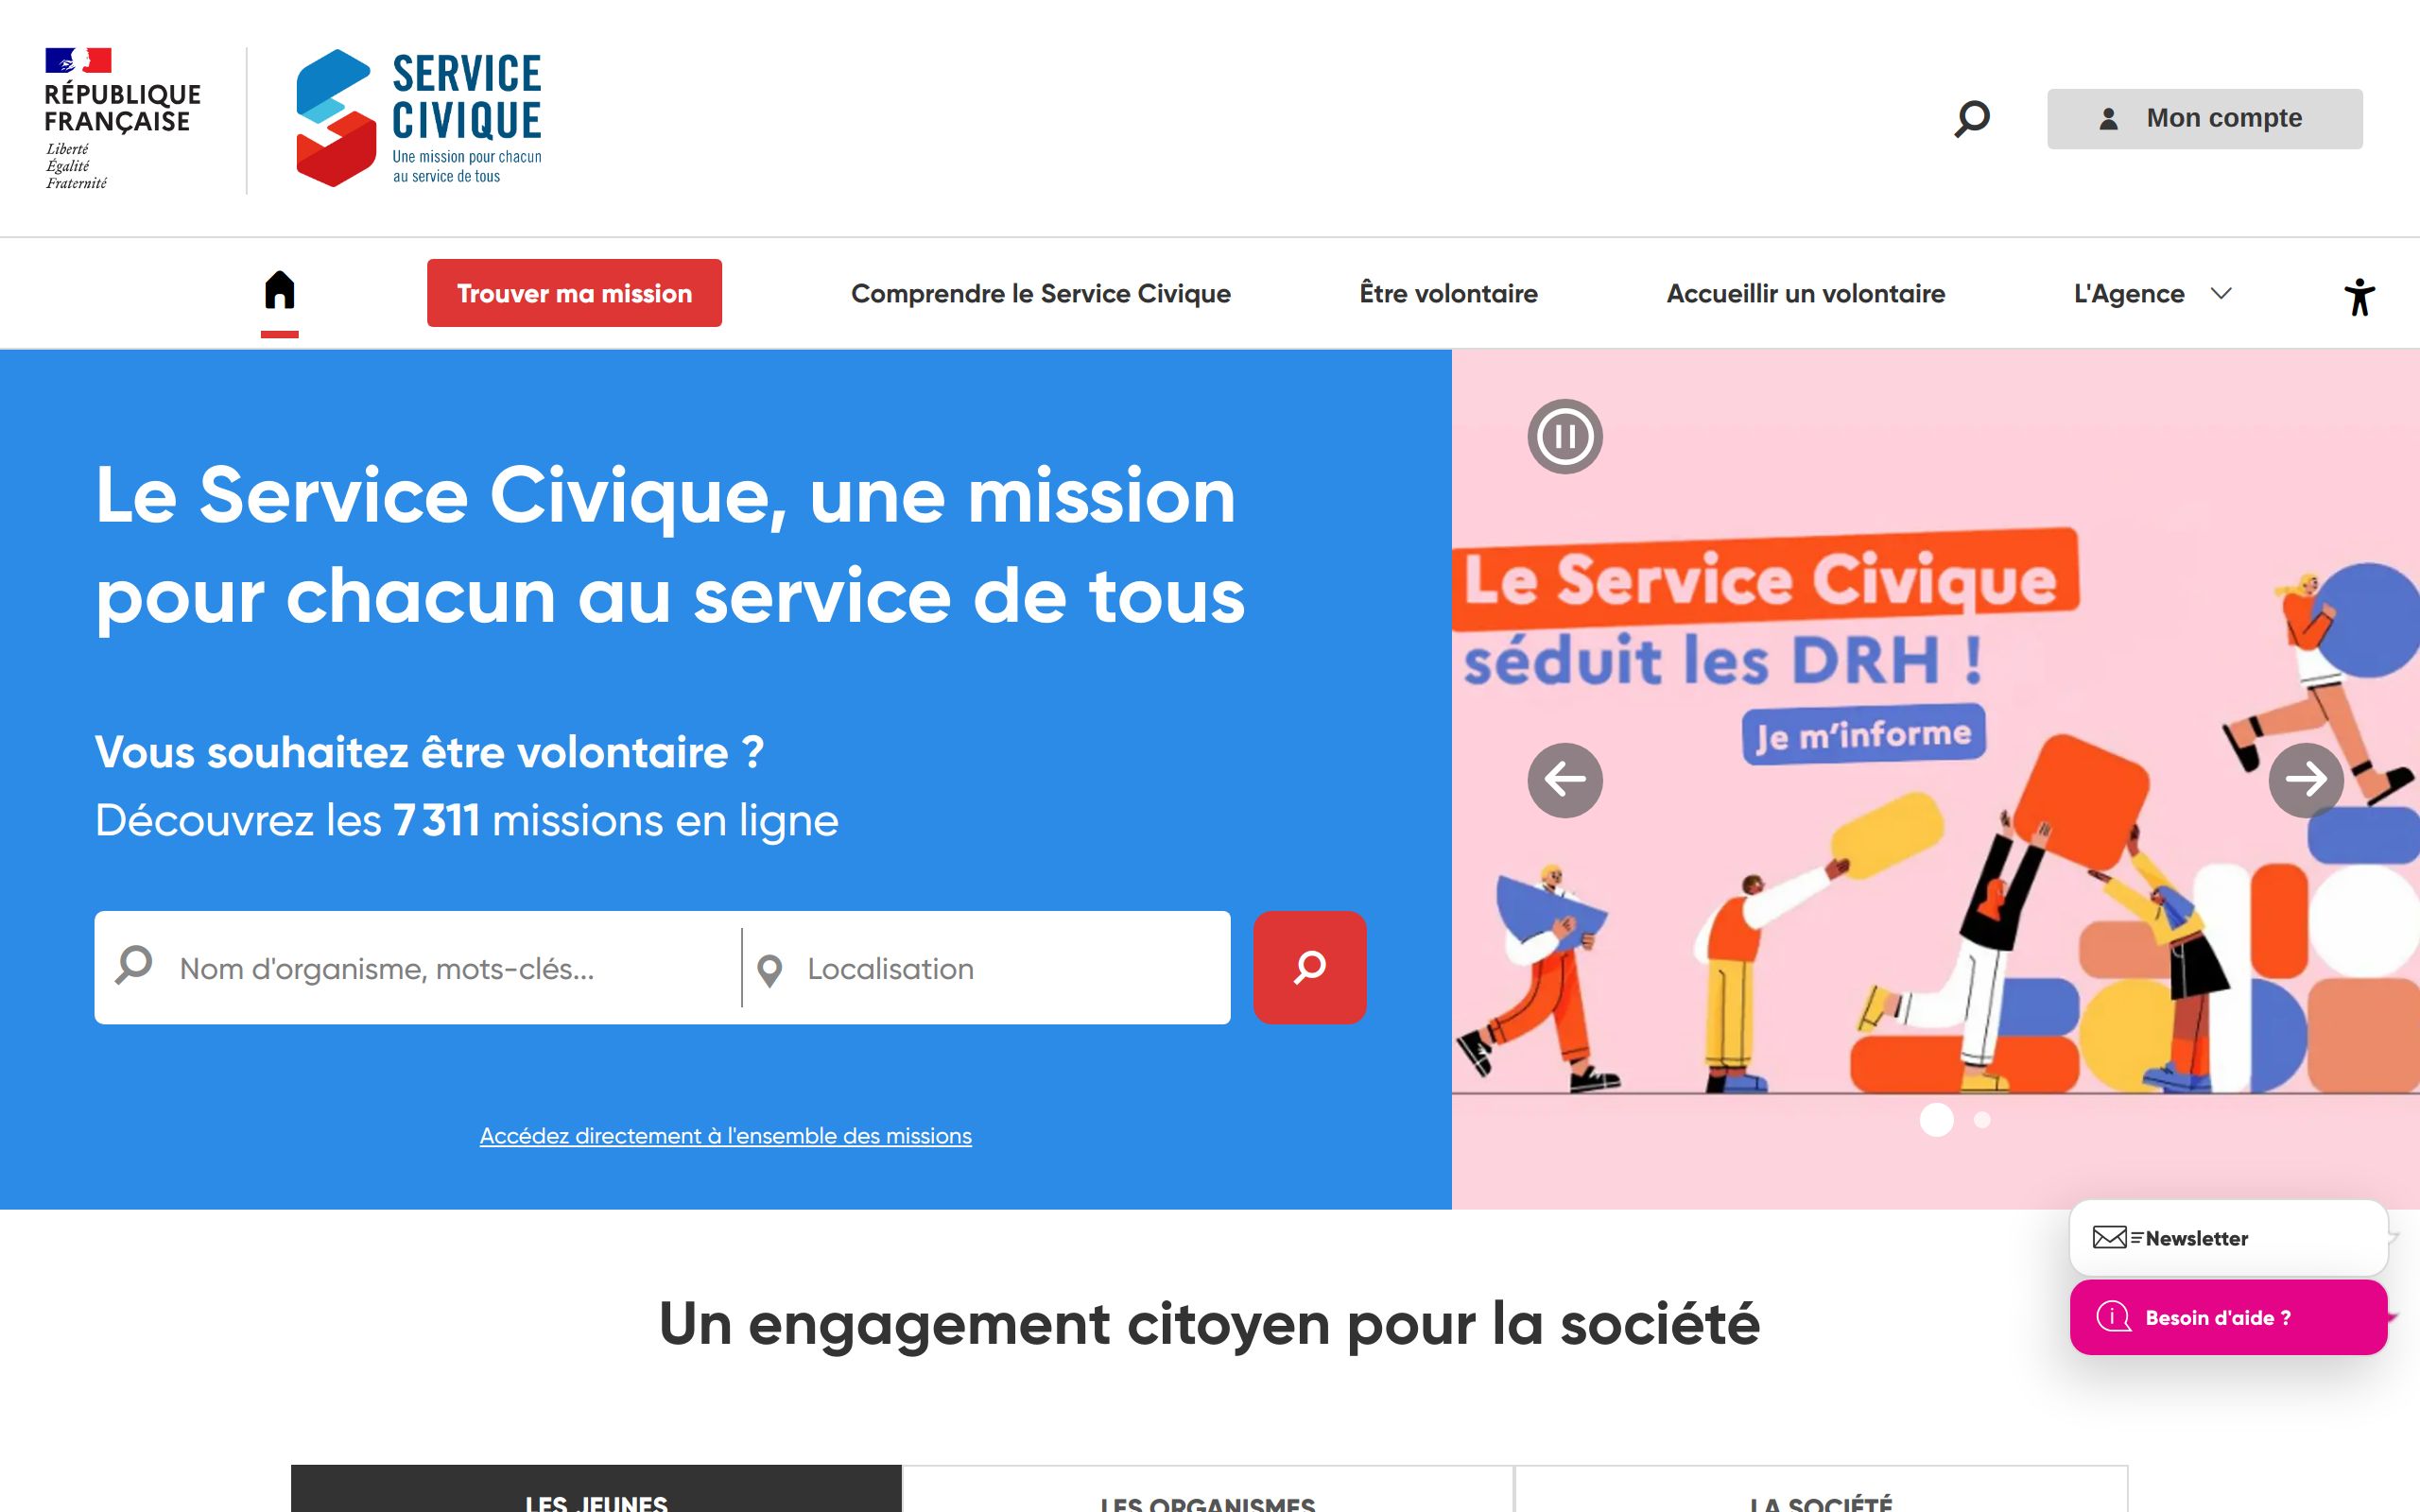 RÉPUBLIQUE
FRANÇAISE
Liberté
Égalité
Fraternité
SERVICE
CIVIQUE
Une mission pour chacun
au service de tous
Mon compte
Trouver ma mission
Comprendre le Service Civique
Être volontaire
Accueillir un volontaire
L'Agence
Le Service Civique, une mission
pour chacun au service de tous
Vous souhaitez être volontaire ?
Découvrez les 7 311 missions en ligne
Nom d'organisme, mots-clés...
Localisation
Accédez directement à l'ensemble des missions
Le Service Civique
séduit les DRH !
Je m'informe
Newsletter
Besoin d'aide ?
Un engagement citoyen pour la société
LES JEUNES
LES ORGANISMES
LA SOCIÉTÉ